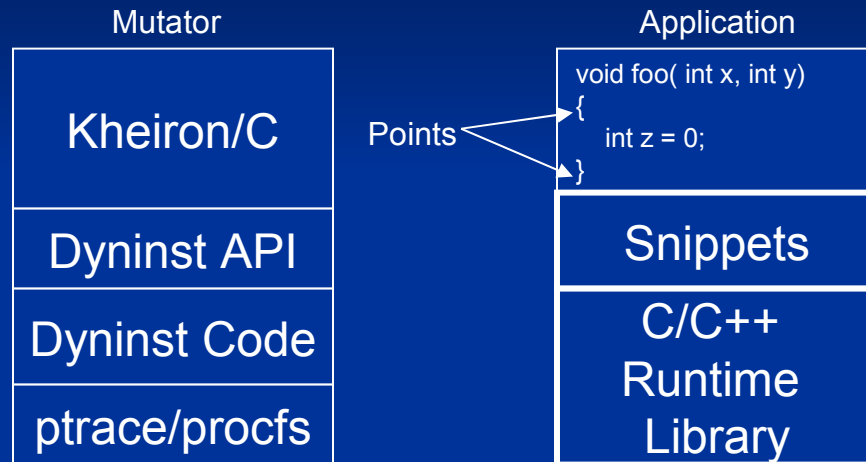 Mutator
Kheiron/C
Dyninst API
Dyninst Code
ptrace/procfs
Points
Application
void foo( int x, int y)
{
int z = 0;
}
Snippets
C/C++
Runtime
Library